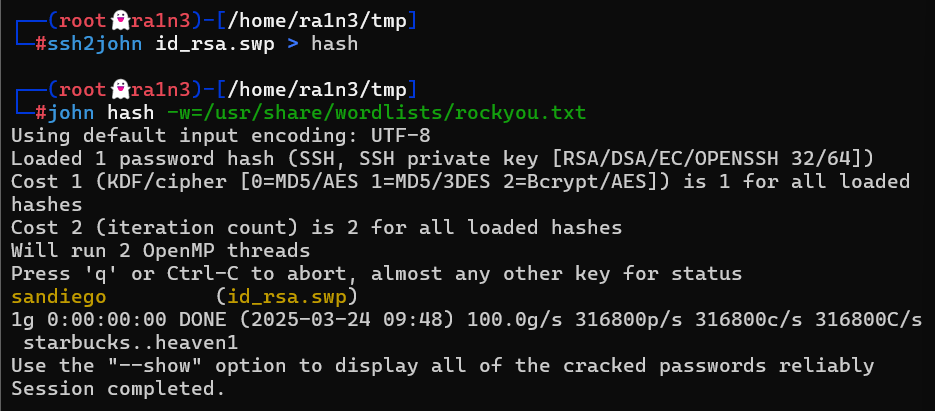 ┌──(root👻ra1n3)-[/home/ra1n3/tmp]
└─#ssh2john id_rsa.swp > hash
┌──(root👻ra1n3)-[/home/ra1n3/tmp]
└─#john hash -w=/usr/share/wordlists/rockyou.txt
Using default input encoding: UTF-8
Loaded 1 password hash (SSH, SSH private key [RSA/DSA/EC/OPENSSH 32/64])
Cost 1 (KDF/cipher [0=MD5/AES 1=MD5/3DES 2=Bcrypt/AES]) is 1 for all loaded
hashes
Cost 2 (iteration count) is 2 for all loaded hashes
Will run 2 OpenMP threads
Press 'q' or Ctrl-C to abort, almost any other key for status
sandiego         (id_rsa.swp)
1g 0:00:00:00 DONE (2025-03-24 09:48) 100.0g/s 316800p/s 316800c/s 316800C/s
 starbucks..heaven1
Use the "--show" option to display all of the cracked passwords reliably
Session completed.